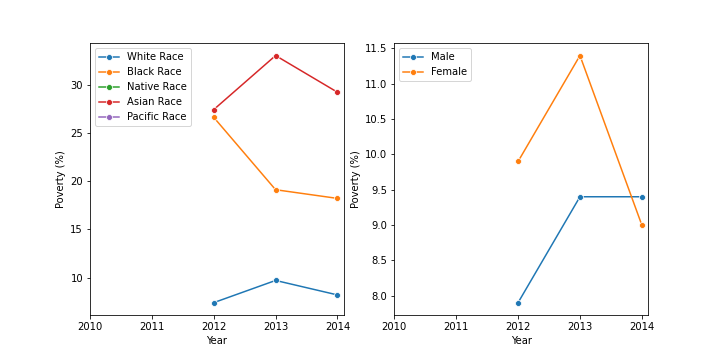 White Race
Black Race
Native Race
Asian Race
Pacific Race
30
25
20
15
10
Poverty (%)
2010 2011 2012 2013 2014
Year
Male
Female
11.5
11.0
10.5
10.0
9.5
9.0
8.5
8.0
Poverty (%)
2010 2011 2012 2013 2014
Year